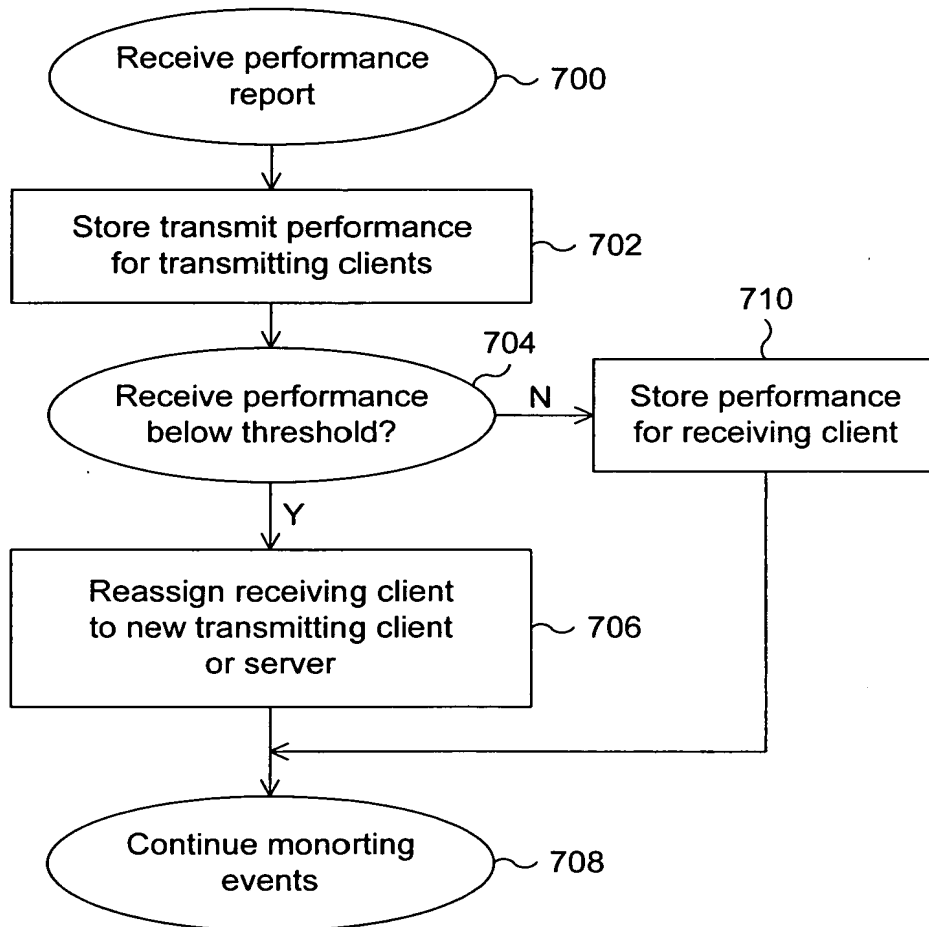 Receive performance
report
700
Store transmit performance
for transmitting clients
702
704
Receive performance
below threshold?
N
710
Store performance
for receiving client
Y
Reassign receiving client
to new transmitting client
or server
706
Continue monorting
events
708